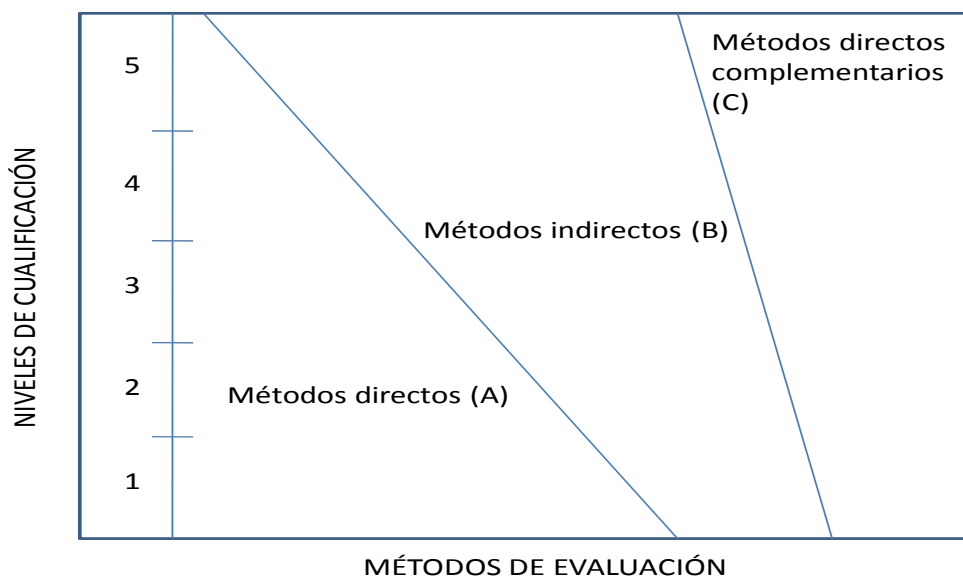 NIVELES DE CUALIFICACIÓN
5
4
3
2
1
Métodos directos
complementarios
(C)
Métodos indirectos (B)
Métodos directos (A)
MÉTODOS DE EVALUACIÓN